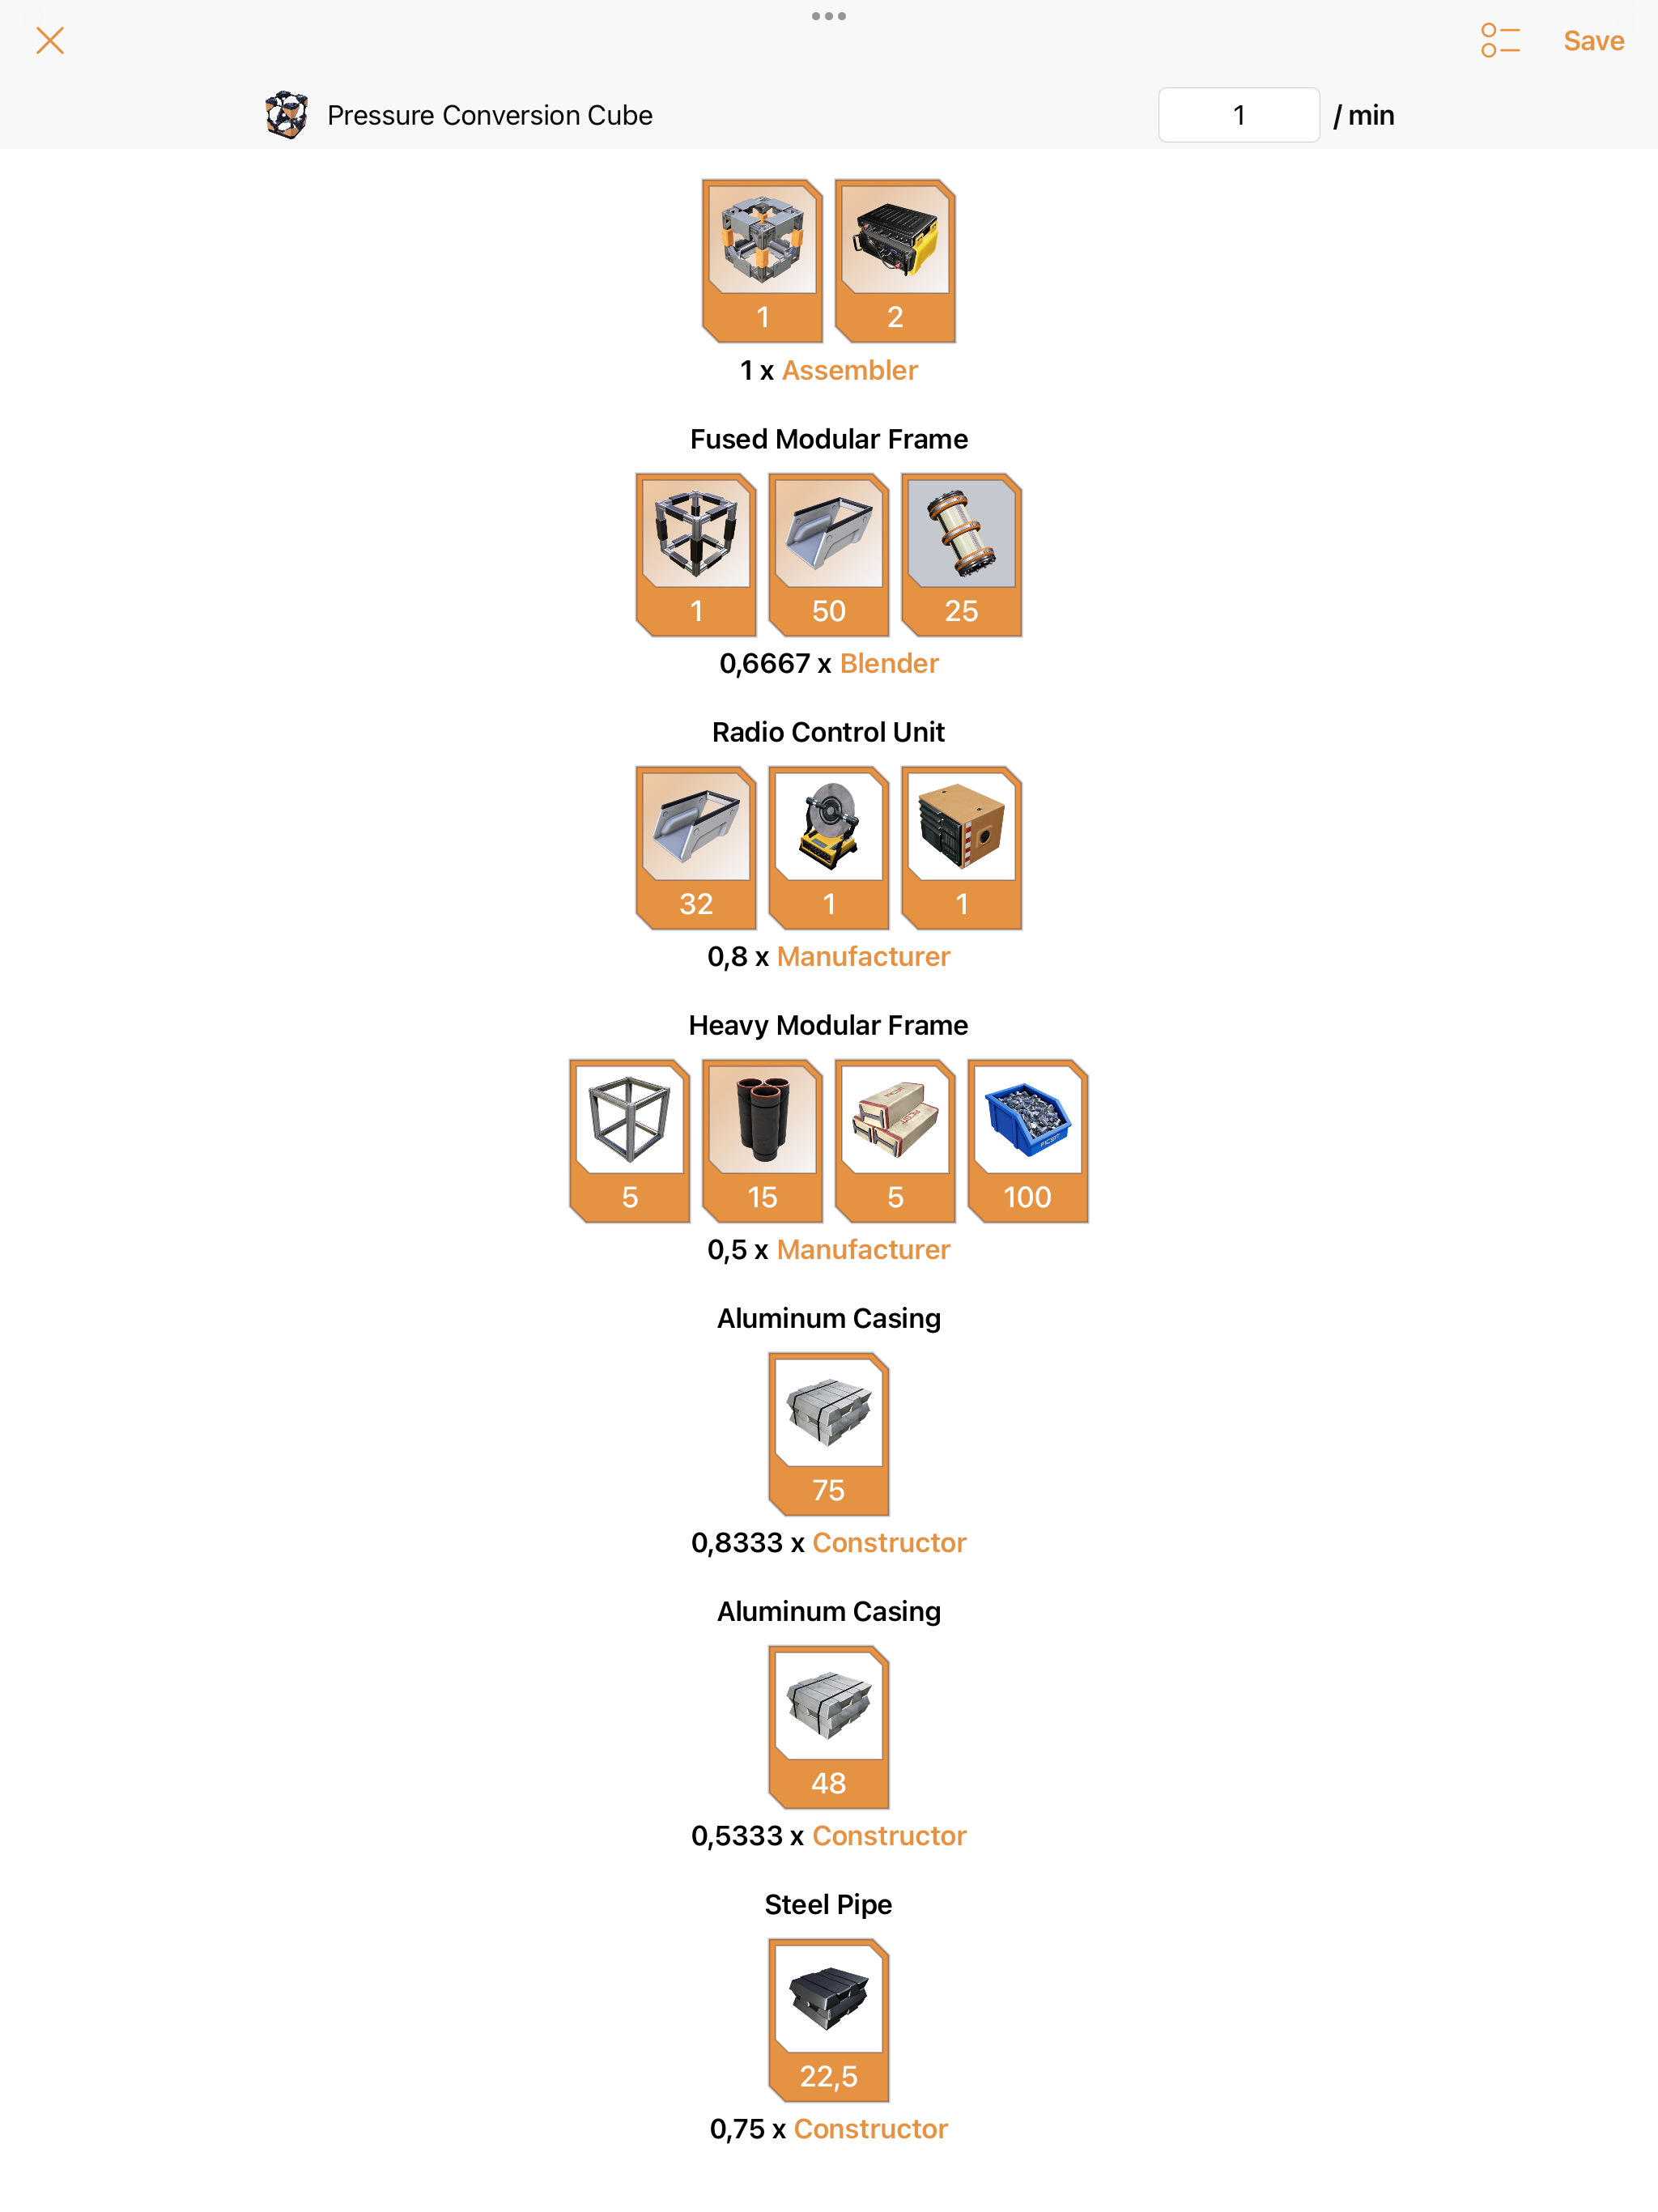 Save
Pressure Conversion Cube 1 / min
1 2
1 x Assembler
Fused Modular Frame
1 50 25
0,6667 x Blender
Radio Control Unit
32 1 1
0,8 x Manufacturer
Heavy Modular Frame
5 15 5 100
0,5 x Manufacturer
Aluminum Casing
75
0,8333 x Constructor
Aluminum Casing
48
0,5333 x Constructor
Steel Pipe
22,5
0,75 x Constructor